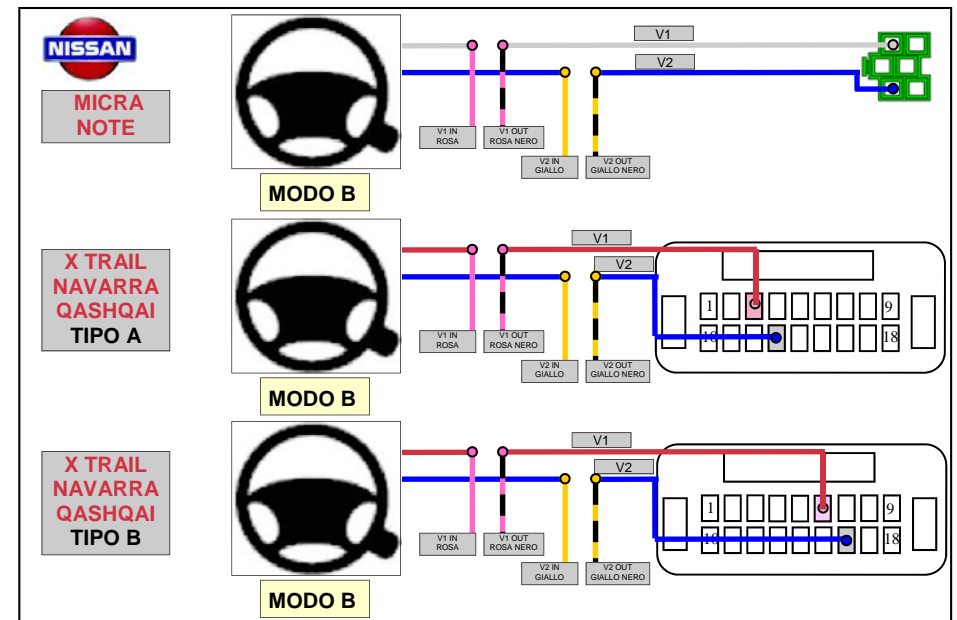 NISSAN
MICRA
NOTE
MODO B
V1
V2
V1 IN
ROSA
V1 OUT
ROSA NERO
V2 IN
GIALLO
V2 OUT
GIALLO NERO
X TRAIL
NAVARRA
QASHQAI
TIPO A
MODO B
V1
V2
V1 IN
ROSA
V1 OUT
ROSA NERO
V2 IN
GIALLO
V2 OUT
GIALLO NERO
1
9
10
18
X TRAIL
NAVARRA
QASHQAI
TIPO B
MODO B
V1
V2
V1 IN
ROSA
V1 OUT
ROSA NERO
V2 IN
GIALLO
V2 OUT
GIALLO NERO
1
9
10
18